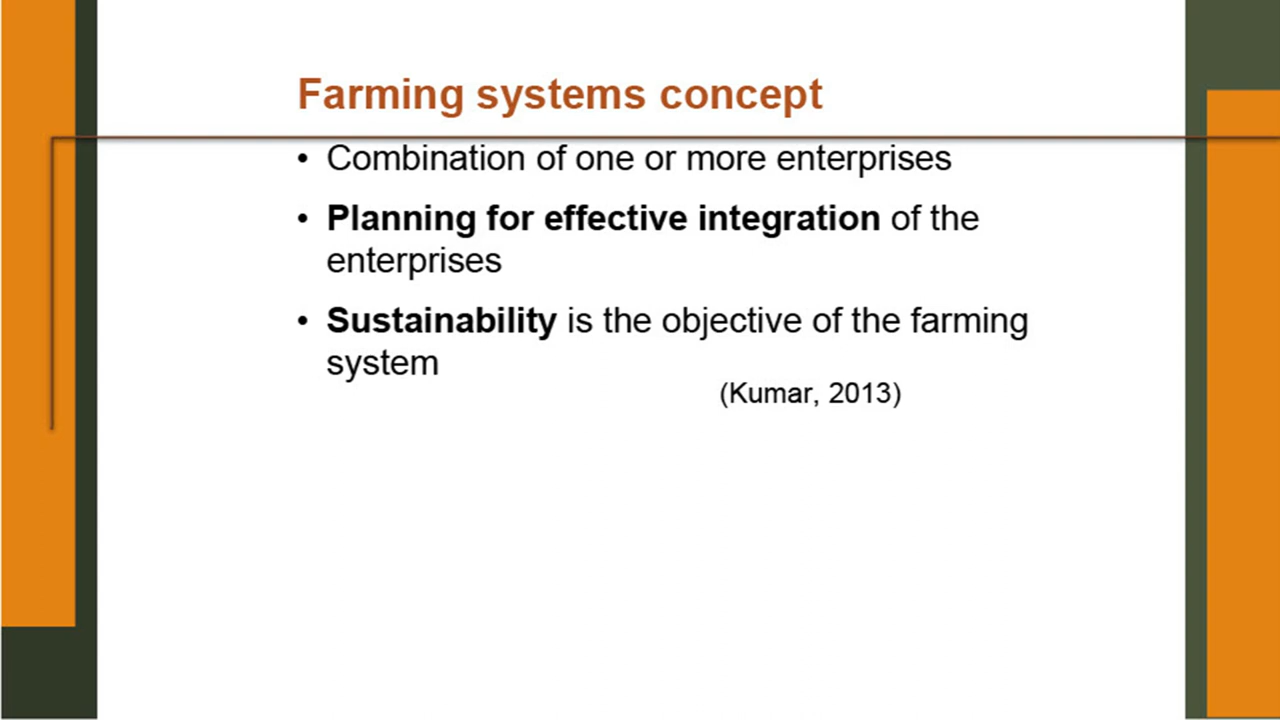 Farming systems concept
• Combination of one or more enterprises
• Planning for effective integration of the
enterprises
• Sustainability is the objective of the farming
system
(Kumar, 2013)